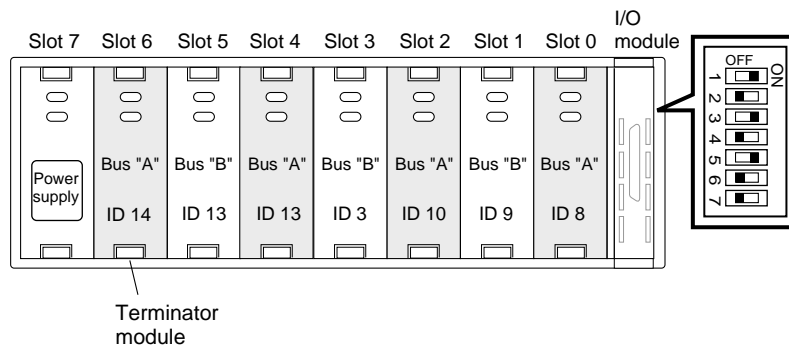 I/O
module
Slot 7 Slot 6 Slot 5 Slot 4 Slot 3 Slot 2 Slot 1 Slot 0
OFF
ON
1
2
3
4
5
6
7
Bus "A" Bus "B" Bus "A" Bus "B" Bus "A" Bus "B" Bus "A"
Power
supply
ID 14 ID 13 ID 13 ID 3 ID 10 ID 9 ID 8
Terminator
module